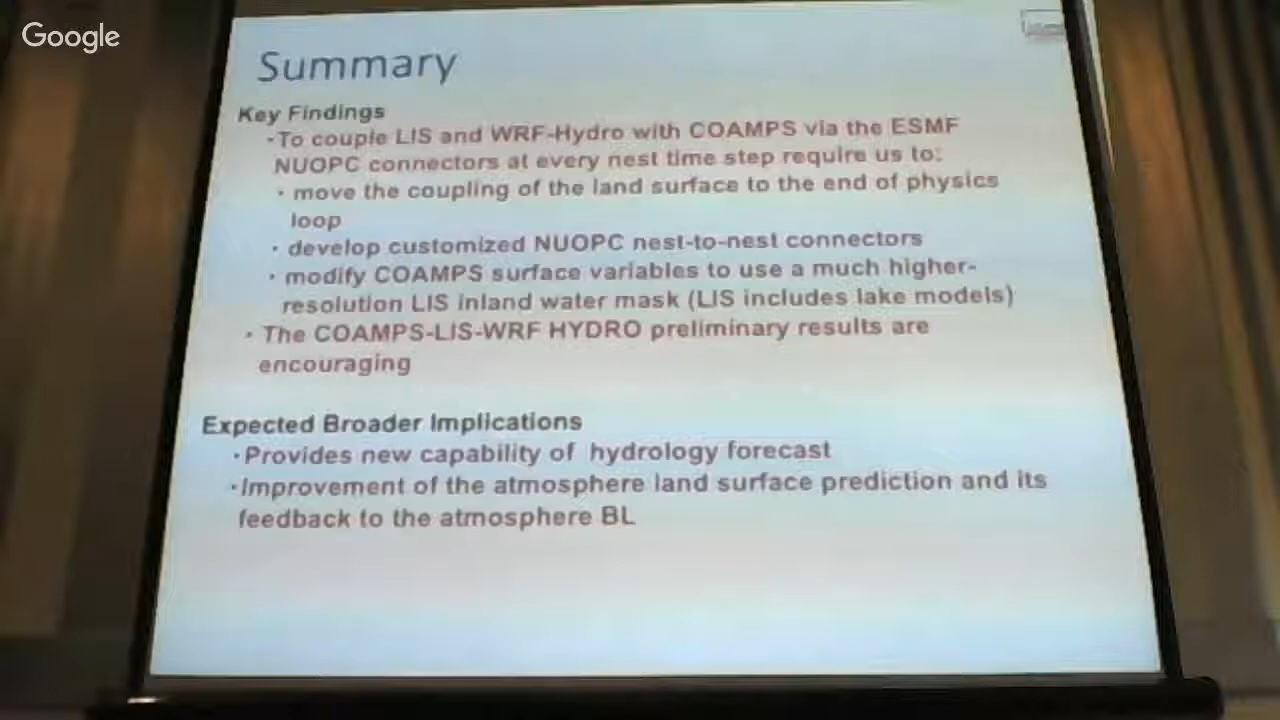 Google
Summary
Key Findings
•To couple LIS and WRF-Hydro with COAMPS via the ESMF
NUOPC connectors at every nest time step require us to:
• move the coupling of the land surface to the end of physics
loop
• develop customized NUOPC nest-to-nest connectors
• modify COAMPS surface variables to use a much higher-
resolution LIS inland water mask (LIS includes lake models)
• The COAMPS-LIS-WRF HYDRO preliminary results are
encouraging
Expected Broader Implications
•Provides new capability of hydrology forecast
•Improvement of the atmosphere land surface prediction and its
feedback to the atmosphere BL